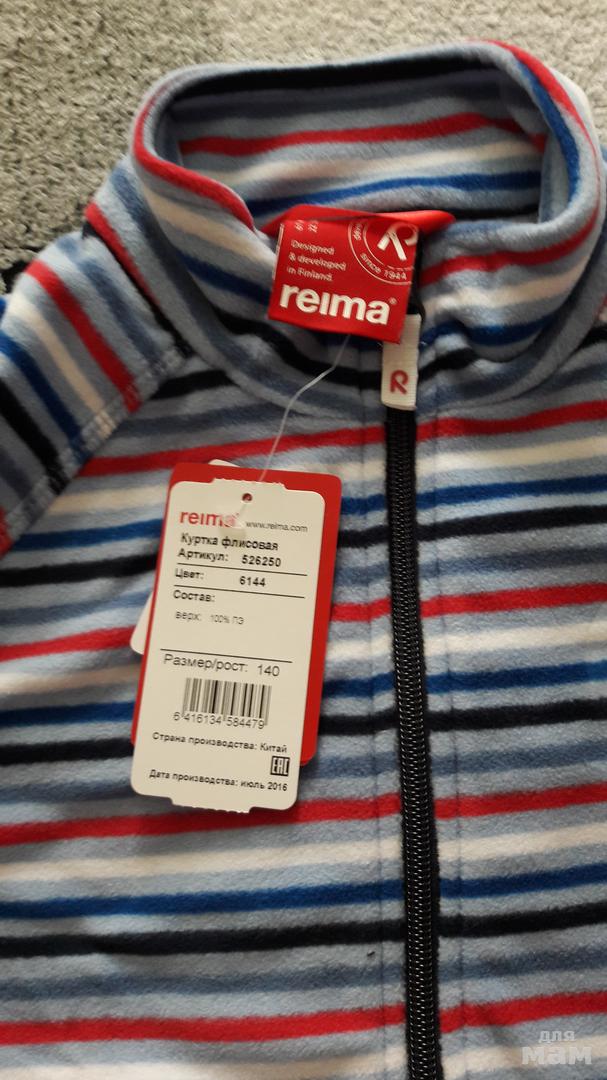 Designed
& developed
in Finland.
since 1944
R
reima®
R
reima
www.reima.com
Куртка флисовая
Артикул: 526250
Цвет: 6144
Состав:
верх: 100% ПЭ
Размер/рост: 140
6 416134 584479
Страна производства: Китай
EAC
Дата производства: июль 2016
для
мам